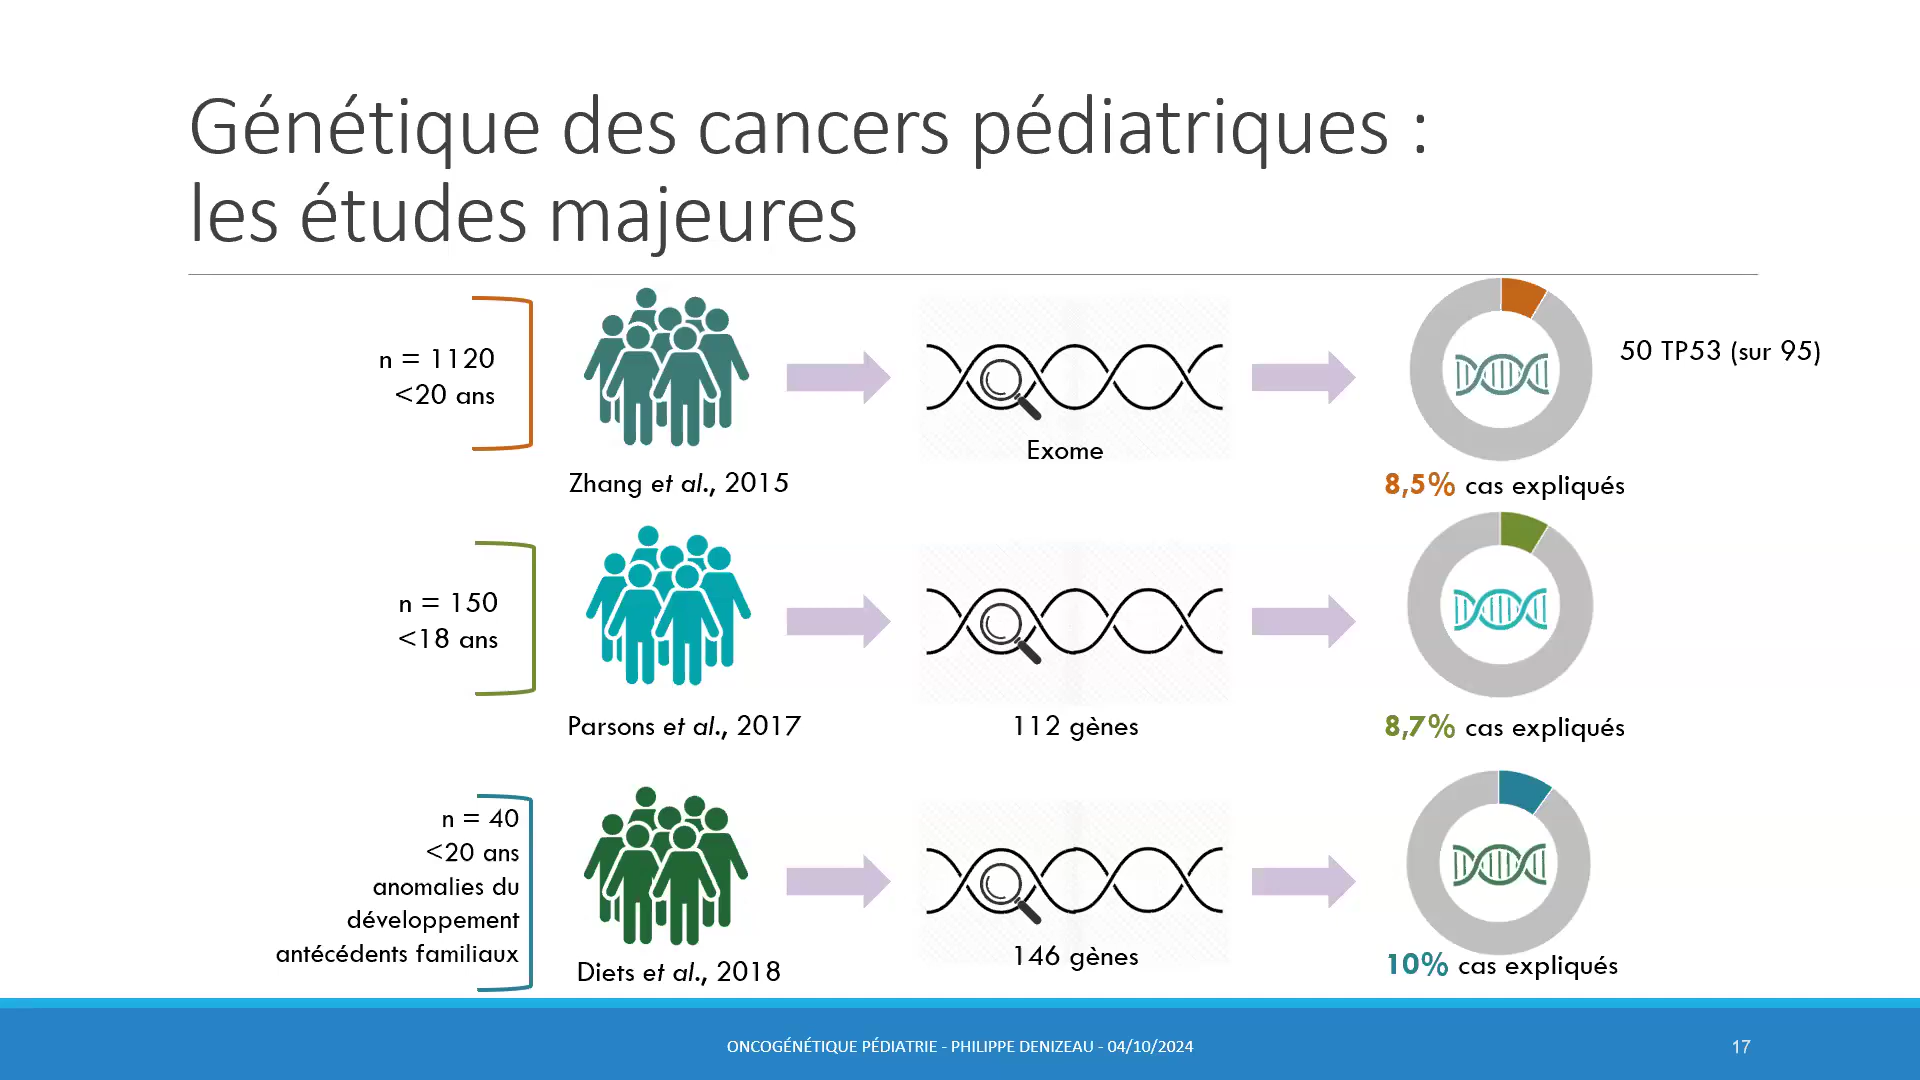 Génétique des cancers pédiatriques :
les études majeures
n = 1120
<20 ans
Zhang et al., 2015
Exome
50 TP53 (sur 95)
8,5% cas expliqués
n = 150
<18 ans
Parsons et al., 2017
112 gènes
8,7% cas expliqués
n = 40
<20 ans
anomalies du
développement
antécédents familiaux
Diets et al., 2018
146 gènes
10% cas expliqués
ONCOGÉNÉTIQUE PÉDIATRIE - PHILIPPE DENIZEAU - 04/10/2024
17